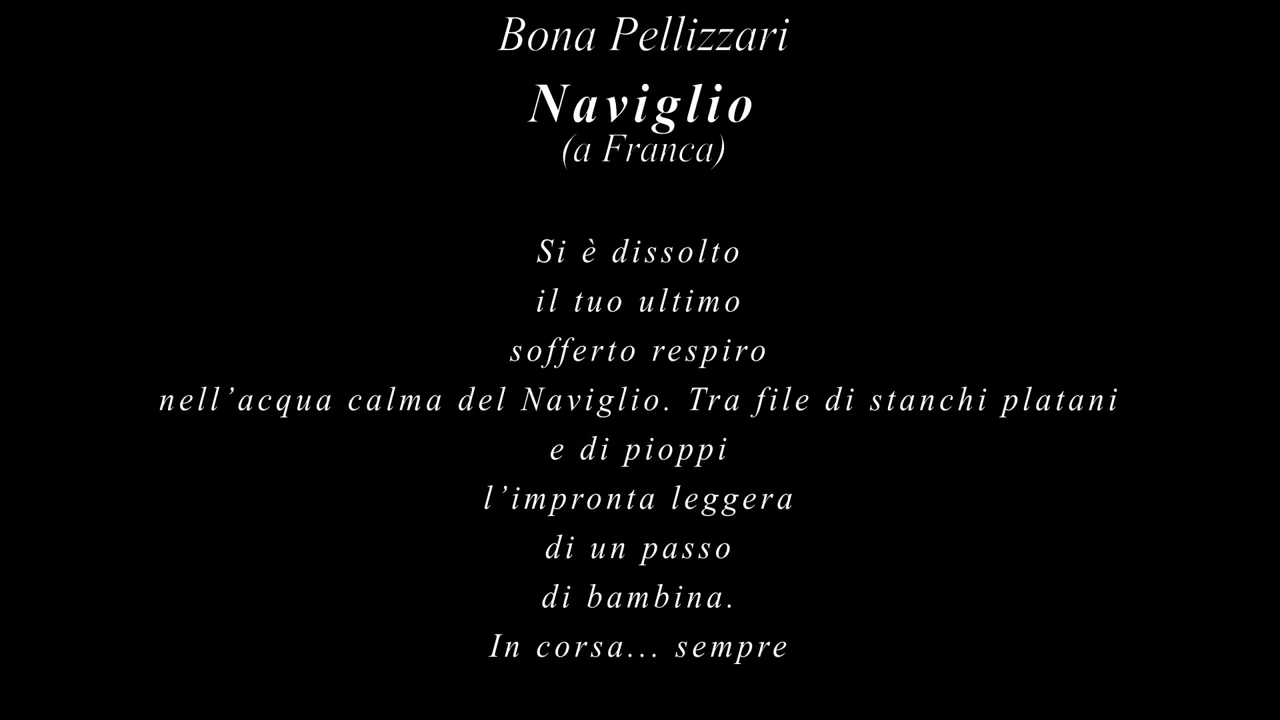 Bona Pellizzari
Naviglio
(a Franca)
Si è dissolto
il tuo ultimo
sofferto respiro
nell’acqua calma del Naviglio. Tra file di stanchi platani
e di pioppi
l’impronta leggera
di un passo
di bambina.
In corsa... sempre